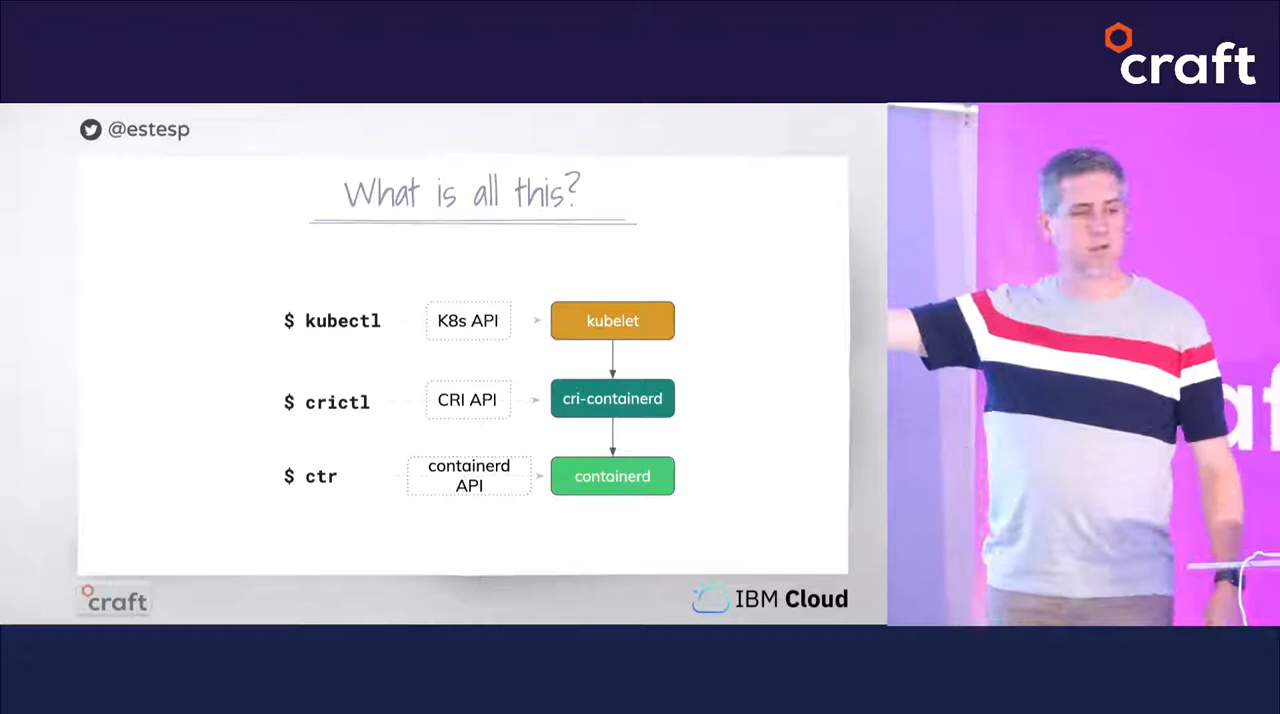 craft
@estesp
What is all this?
$ kubectl
K8s API
kubelet
$ crictl
CRI API
cri-containerd
$ ctr
containerd
API
containerd
craft
IBM Cloud